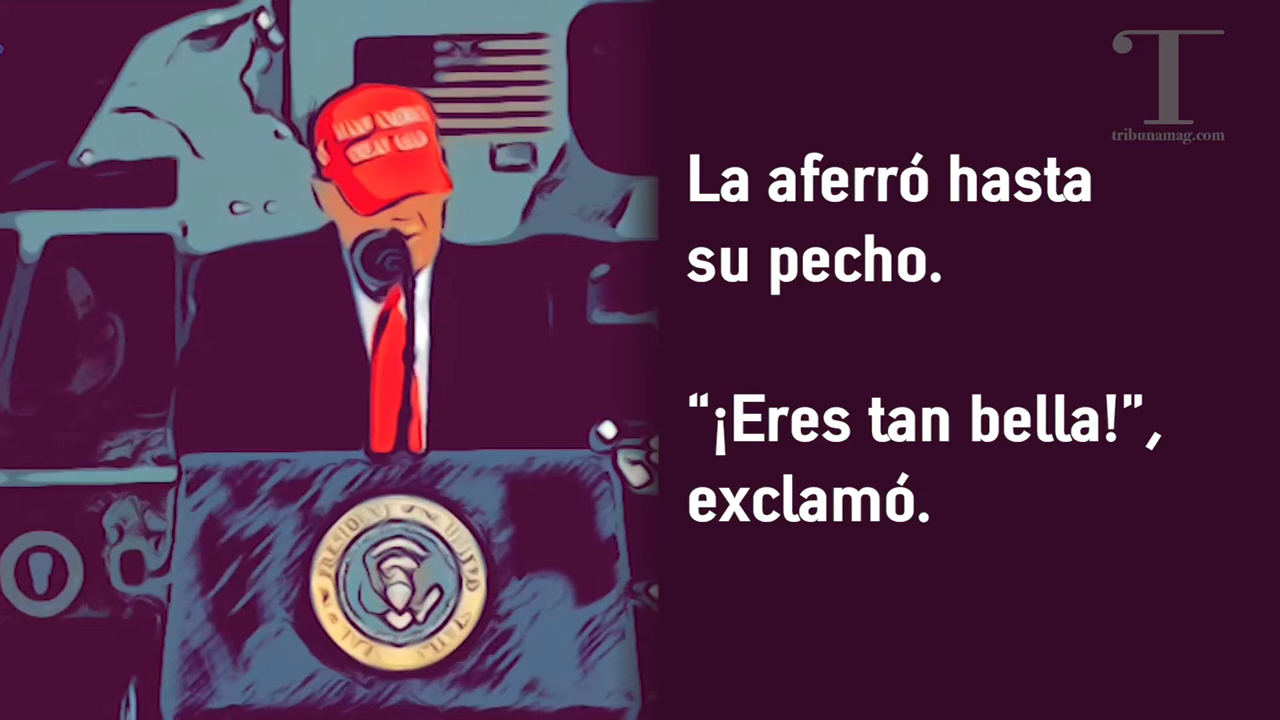 tribunamag.com
La aferró hasta
su pecho.
“¡Eres tan bella!”,
exclamó.